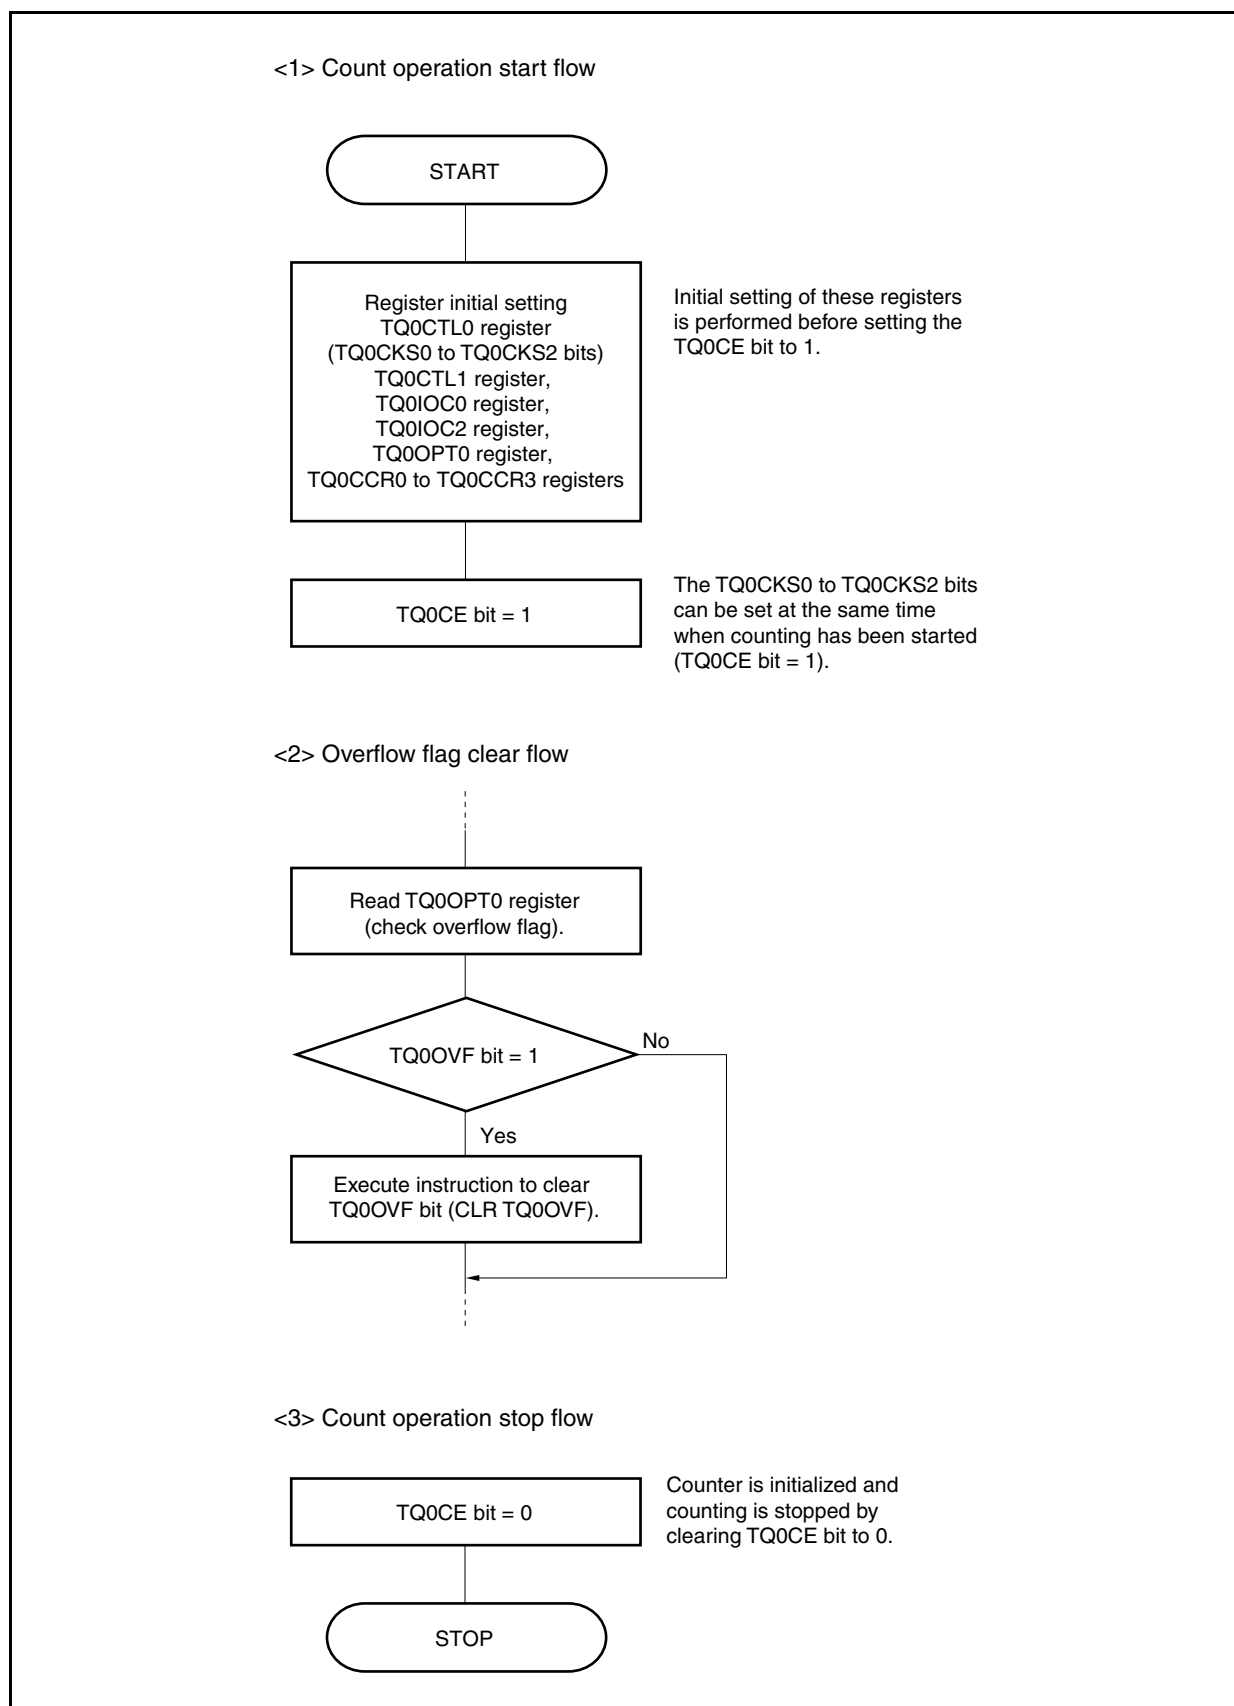 <1> Count operation start flow
START
Register initial setting
TQ0CTL0 register
(TQ0CKS0 to TQ0CKS2 bits)
TQ0CTL1 register,
TQ0IOC0 register,
TQ0IOC2 register,
TQ0OPT0 register,
TQ0CCR0 to TQ0CCR3 registers
Initial setting of these registers
is performed before setting the
TQ0CE bit to 1.
TQ0CE bit = 1
The TQ0CKS0 to TQ0CKS2 bits
can be set at the same time
when counting has been started
(TQ0CE bit = 1).
<2> Overflow flag clear flow
Read TQ0OPT0 register
(check overflow flag).
TQ0OVF bit = 1
No
Yes
Execute instruction to clear
TQ0OVF bit (CLR TQ0OVF).
<3> Count operation stop flow
TQ0CE bit = 0
Counter is initialized and
counting is stopped by
clearing TQ0CE bit to 0.
STOP